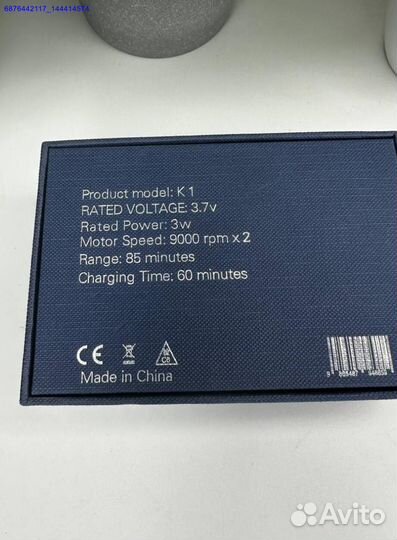 6876442117_144414574
Product model: K 1
RATED VOLTAGE: 3.7v
Rated Power: 3w
Motor Speed: 9000 rpm x 2
Range: 85 minutes
Charging Time: 60 minutes
CE
Made in China
Avito